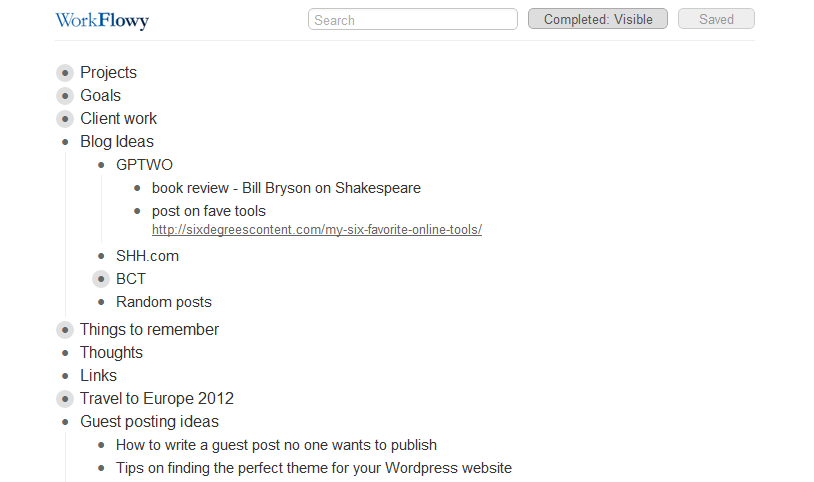 WorkFlowy
Search
Completed: Visible
Saved
Projects
Goals
Client work
Blog Ideas
GPTWO
book review - Bill Bryson on Shakespeare
post on fave tools
http://sixdegreescontent.com/my-six-favorite-online-tools/
SHH.com
BCT
Random posts
Things to remember
Thoughts
Links
Travel to Europe 2012
Guest posting ideas
How to write a guest post no one wants to publish
Tips on finding the perfect theme for your Wordpress website